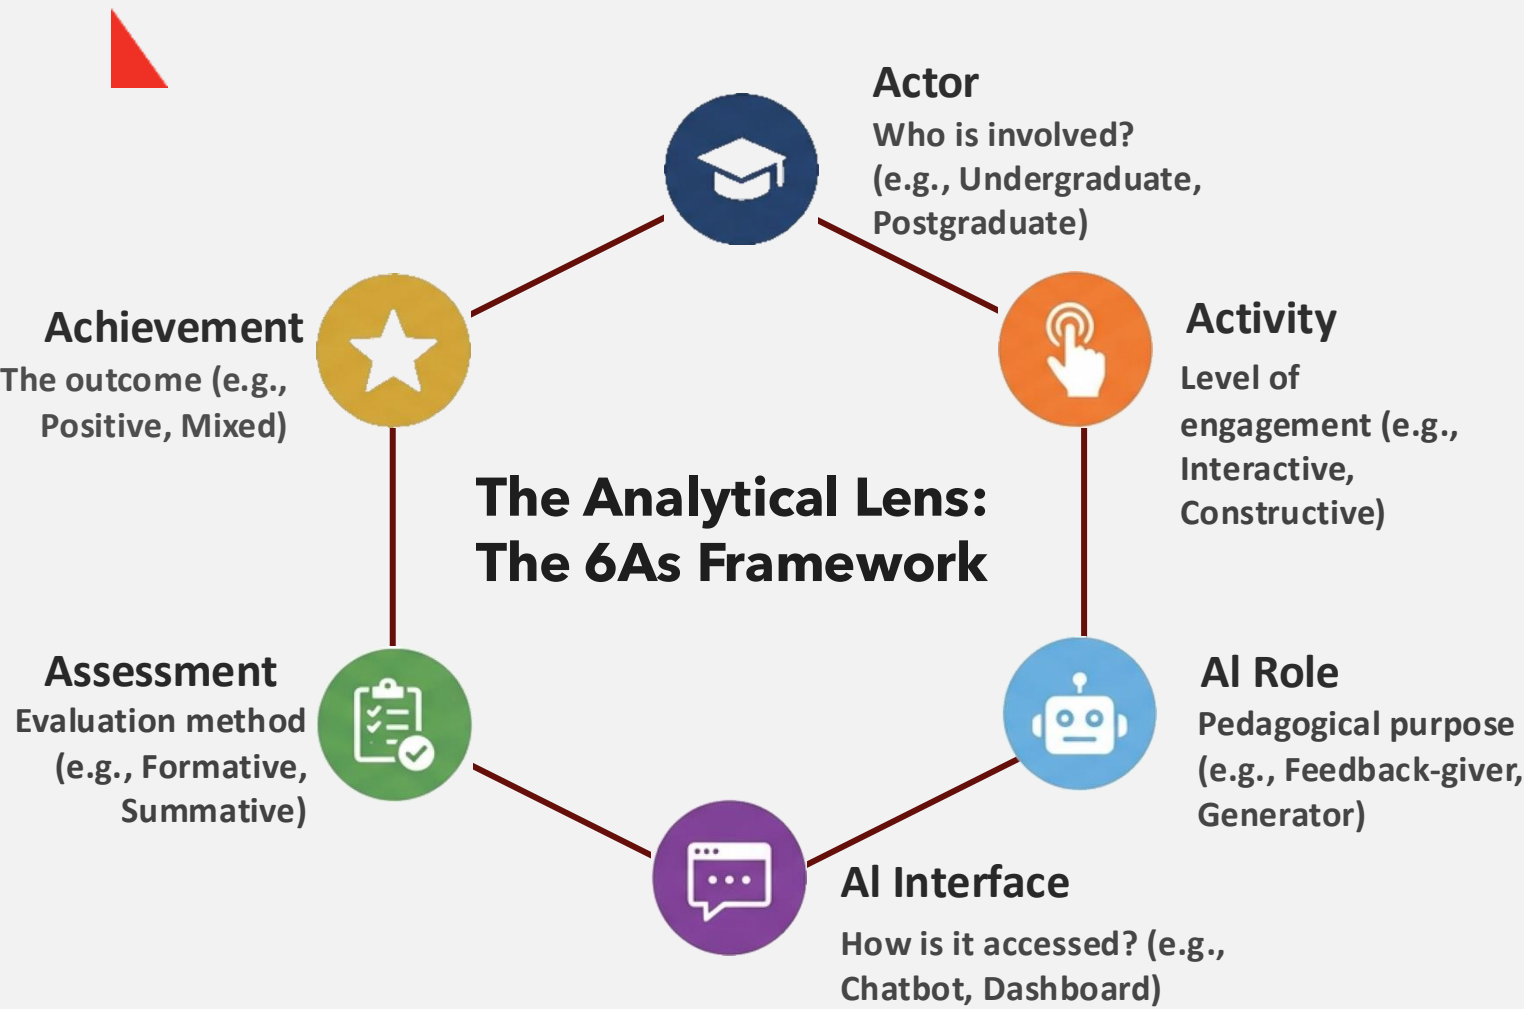 Actor
Who is involved?
(e.g., Undergraduate,
Postgraduate)
Activity
Level of
engagement (e.g.,
Interactive,
Constructive)
Achievement
The outcome (e.g.,
Positive, Mixed)
The Analytical Lens:
The 6As Framework
Assessment
Evaluation method
(e.g., Formative,
Summative)
AI Role
Pedagogical purpose
(e.g., Feedback-giver,
Generator)
AI Interface
How is it accessed? (e.g.,
Chatbot, Dashboard)